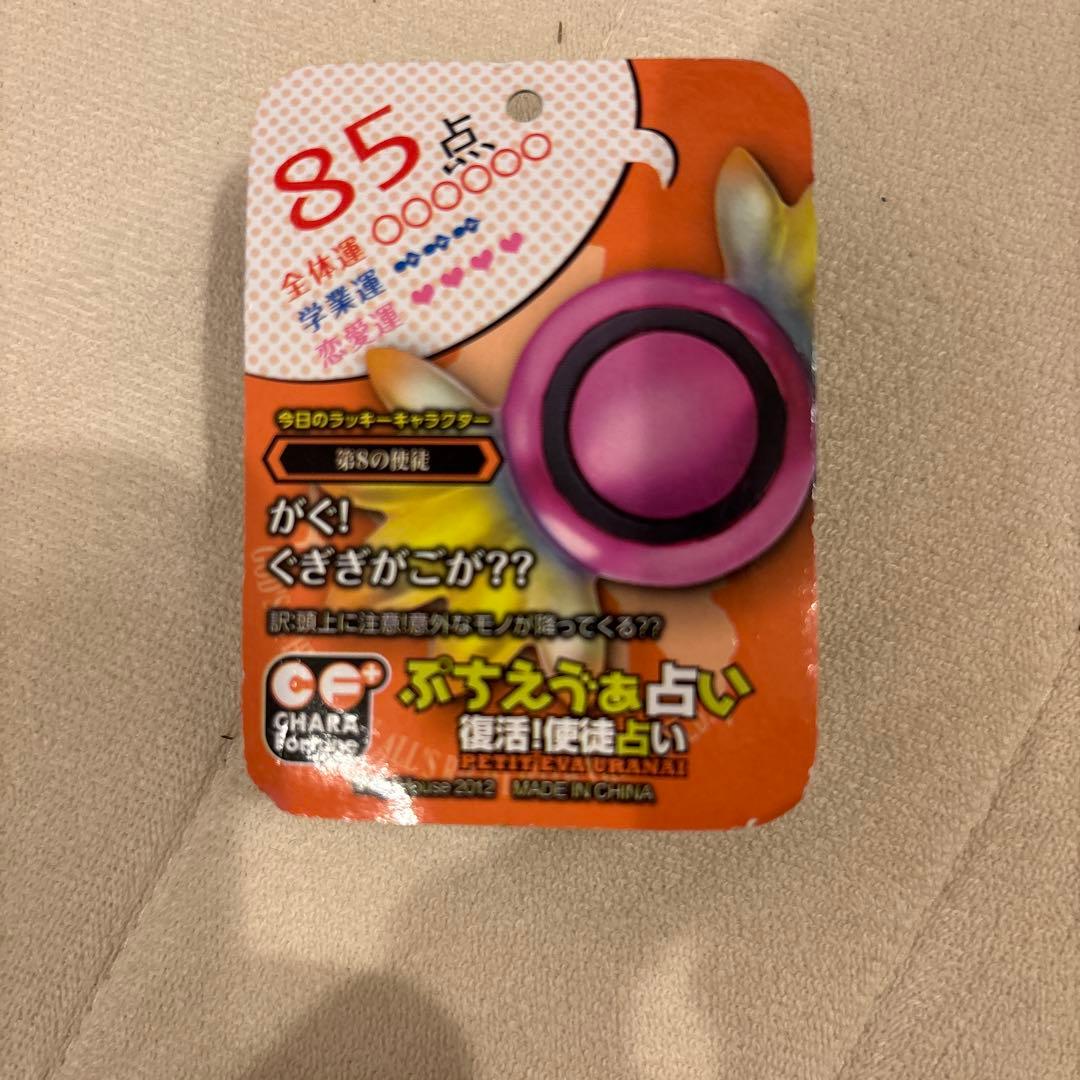 85点
全体運 ○○○○○○
学業運
恋愛運 ♥♥♥♥
今日のラッキーキャラクター
第8の使徒
がぐ!
ぐぎぎがごが??
訳:頭上に注意!意外なモノが降ってくる??
CF+
CHARA
Fortune
ぷちえう゛ぁ占い
復活!使徒占い
PETIT EVA URANAI
House 2012 MADE IN CHINA